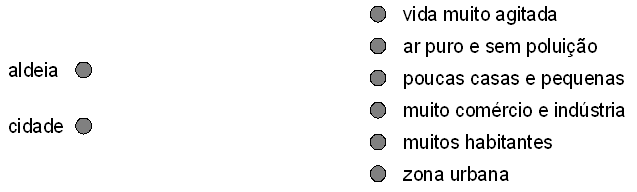 vida muito agitada
ar puro e sem poluição
aldeia
poucas casas e pequenas
muito comércio e indústria
cidade
muitos habitantes
zona urbana